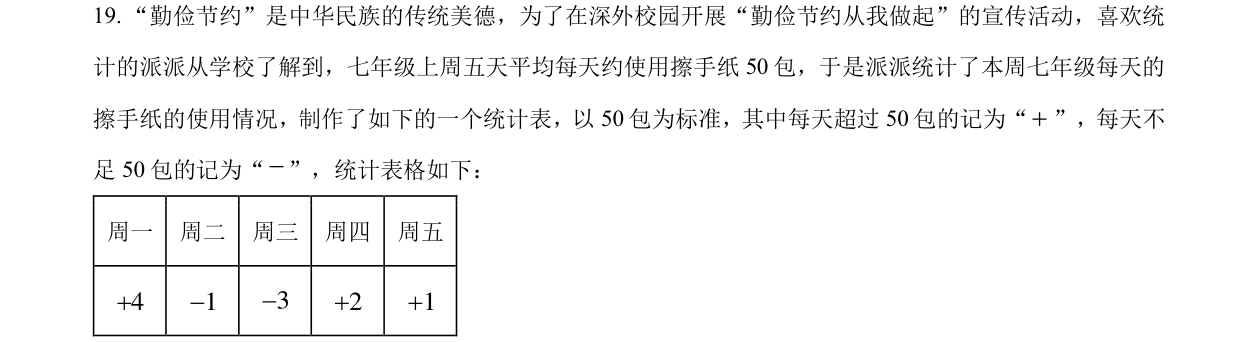 19. “勤俭节约”是中华民族的传统美德，为了在深外校园开展“勤俭节约从我做起”的宣传活动，喜欢统
计的派派从学校了解到，七年级上周五天平均每天约使用擦手纸 50 包，于是派派统计了本周七年级每天的
擦手纸的使用情况，制作了如下的一个统计表，以 50 包为标准，其中每天超过 50 包的记为“＋”，每天不
足 50 包的记为“－”，统计表格如下：
周一 周二 周三 周四 周五
+4 −1 −3 +2 +1